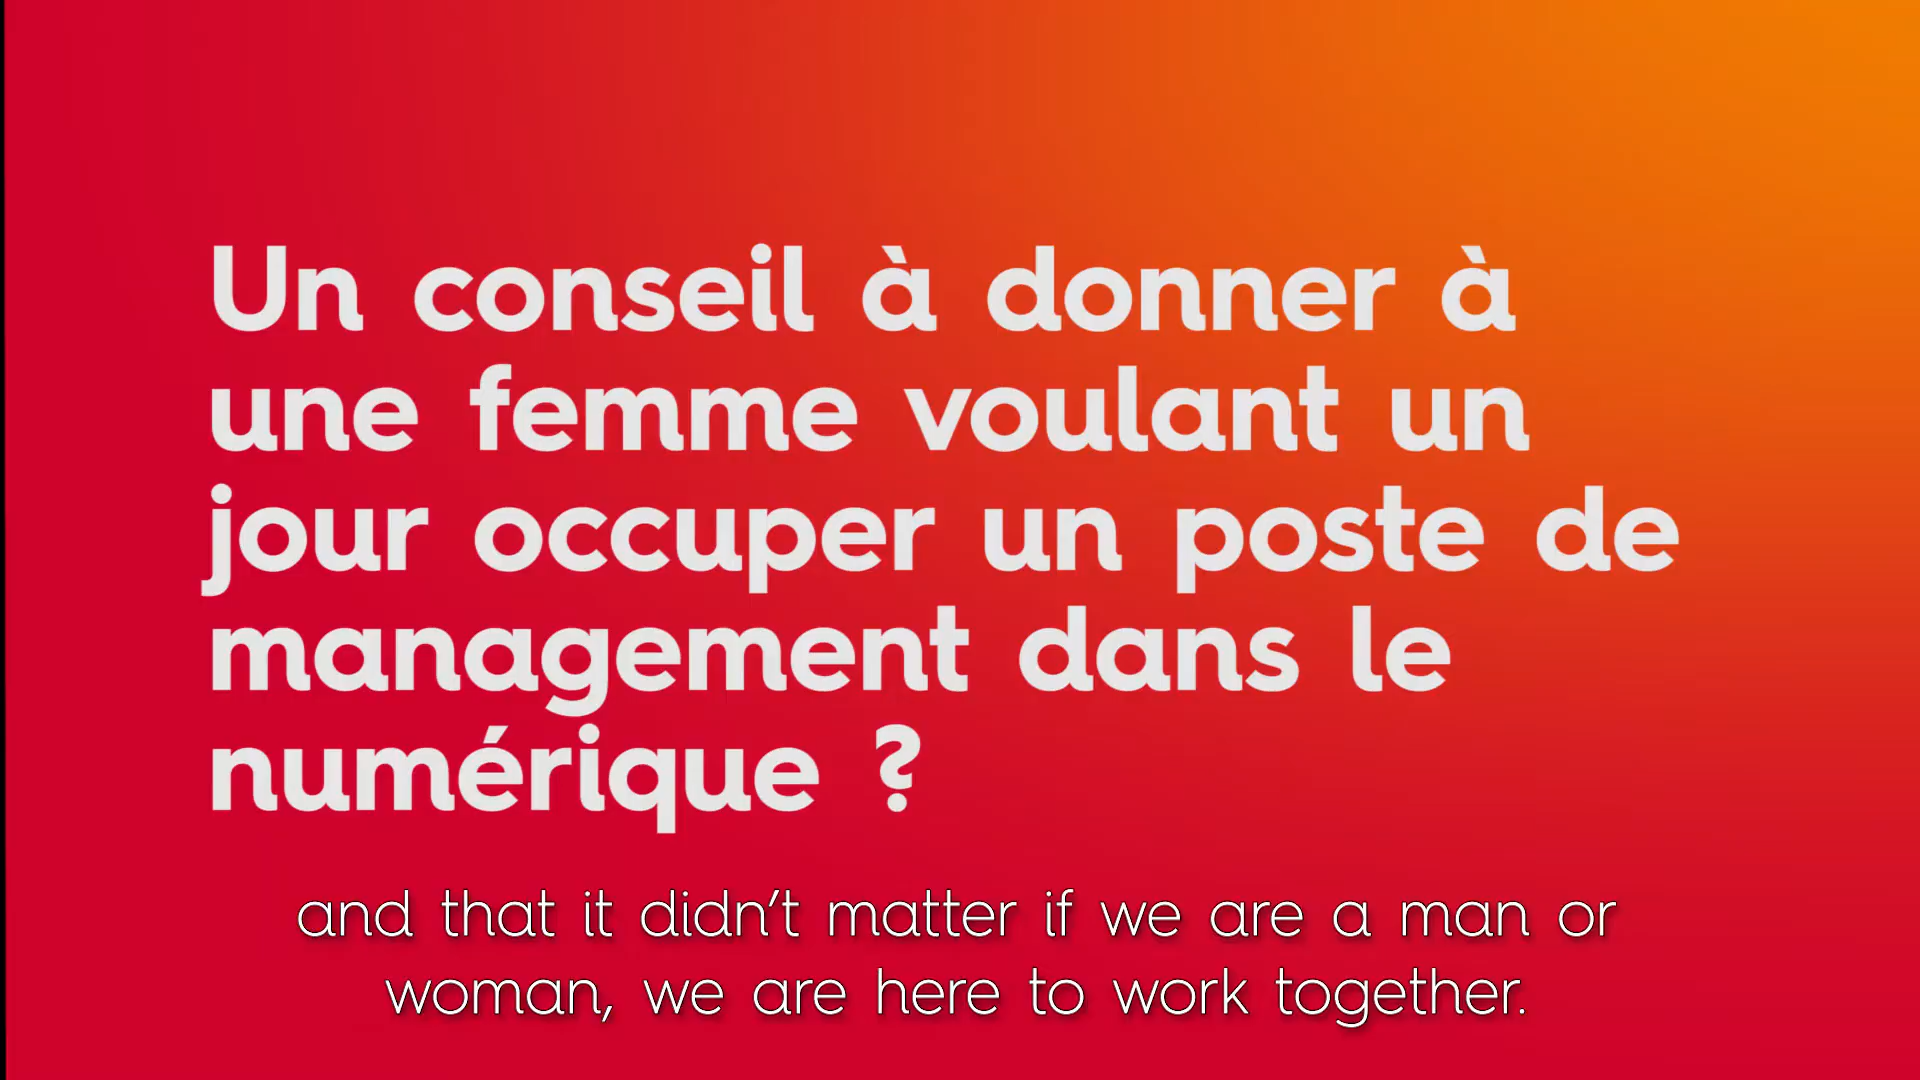 Un conseil à donner à
une femme voulant un
jour occuper un poste de
management dans le
numérique ?
and that it didn't matter if we are a man or
woman, we are here to work together.